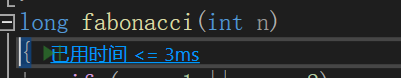 long fabonacci(int n)
{ 已用时间 <= 3ms